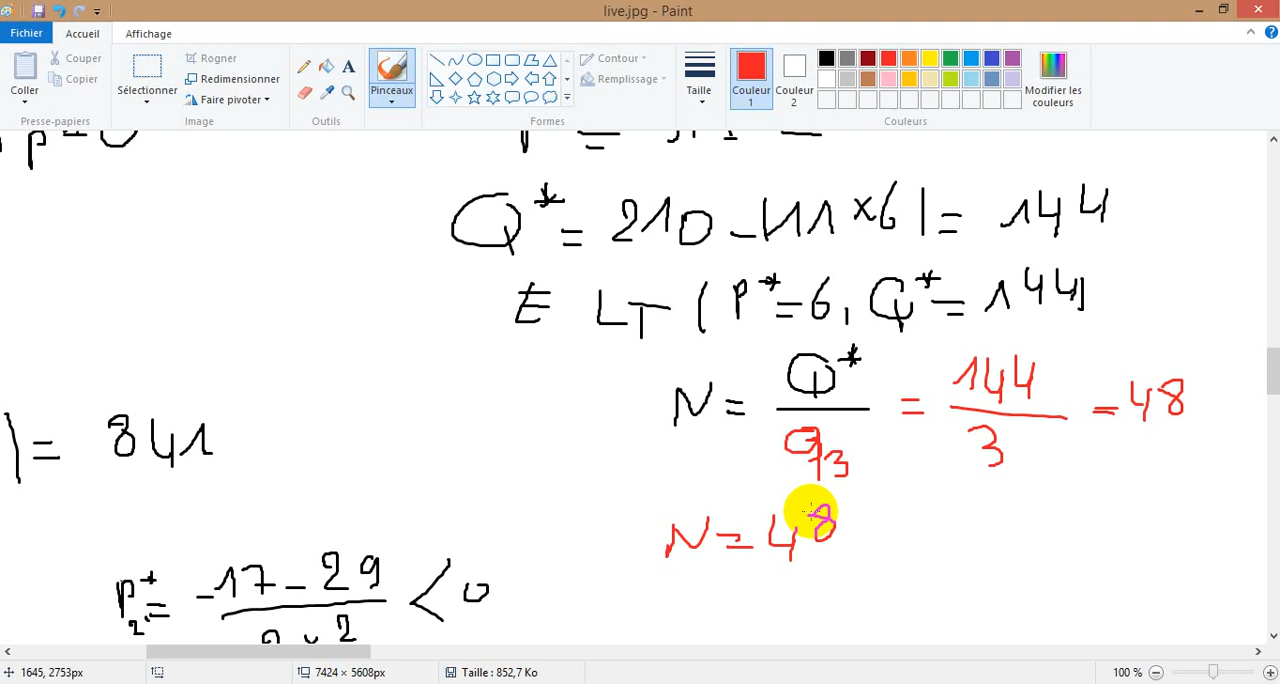 live.jpg - Paint
Fichier Accueil Affichage
Coller
Couper
Copier
Presse-papiers
Sélectionner
Rogner
Redimensionner
Faire pivoter
Image
A
Outils
Pinceaux
Contour
Remplissage
Formes
Taille
Couleur 1
Couleur 2
Modifier les couleurs
Couleurs
Q* = 210 - 11 × 6 = 144
E LT ( P* = 6, Q* = 144)
N = Q* / q3 = 144 / 3 = 48
= 841
N = 48
P2* = -17 - 29 / 2 × 2 < 0
1645, 2753px
7424 × 5608px
Taille : 852,7 Ko
100 %